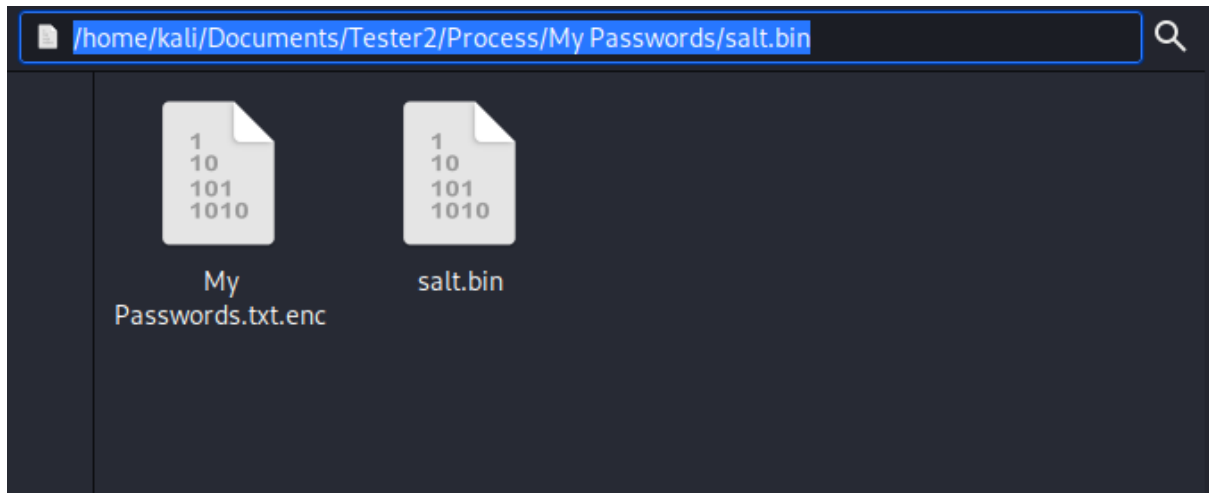 /home/kali/Documents/Tester2/Process/My Passwords/salt.bin
1
10
101
1010
1
10
101
1010
My
Passwords.txt.enc
salt.bin